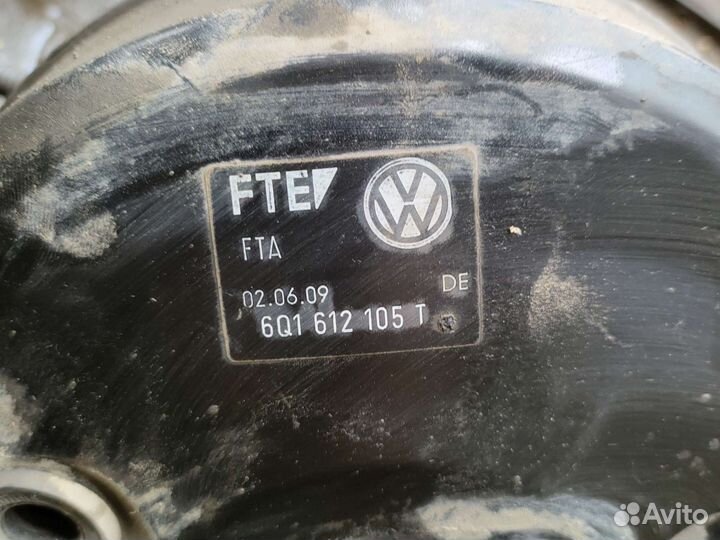 FTE
FTA
02.06.09
DE
6Q1 612 105 T
Avito